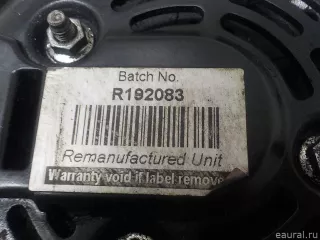 Batch No.
R192083
Remanufactured Unit
Warranty void if label remove
eaural.ru